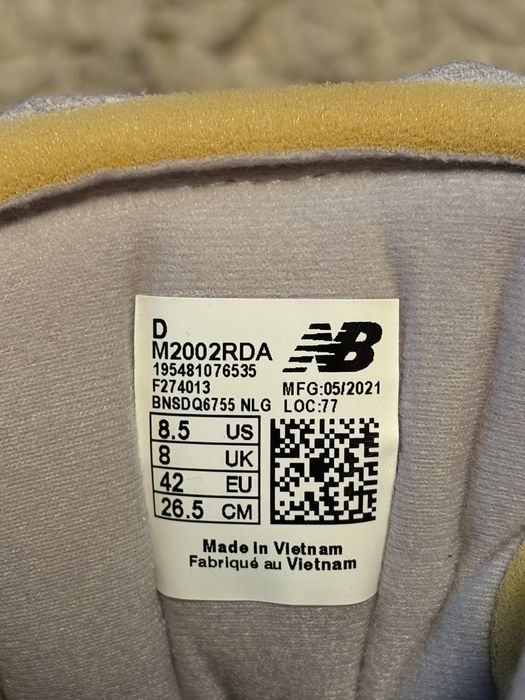 D
M2002RDA
NB
195481076535
F274013 MFG:05/2021
BNSDQ6755 NLG LOC:77
8.5 US
8 UK
42 EU
26.5 CM
Made In Vietnam
Fabriqué au Vietnam